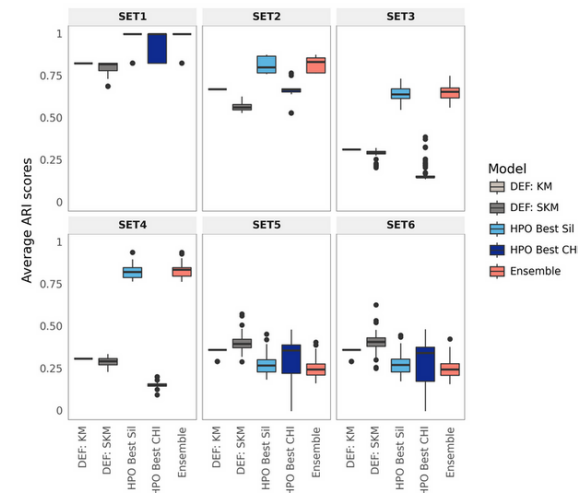 SET1 SET2 SET3
1
0.75
0.50
0.25
0
SET4 SET5 SET6
1
0.75
0.50
0.25
0
Average ARI scores
DEF: KM DEF: SKM HPO Best Sil HPO Best CHI Ensemble
DEF: KM DEF: SKM HPO Best Sil HPO Best CHI Ensemble
DEF: KM DEF: SKM HPO Best Sil HPO Best CHI Ensemble
Model
DEF: KM
DEF: SKM
HPO Best Sil
HPO Best CHI
Ensemble